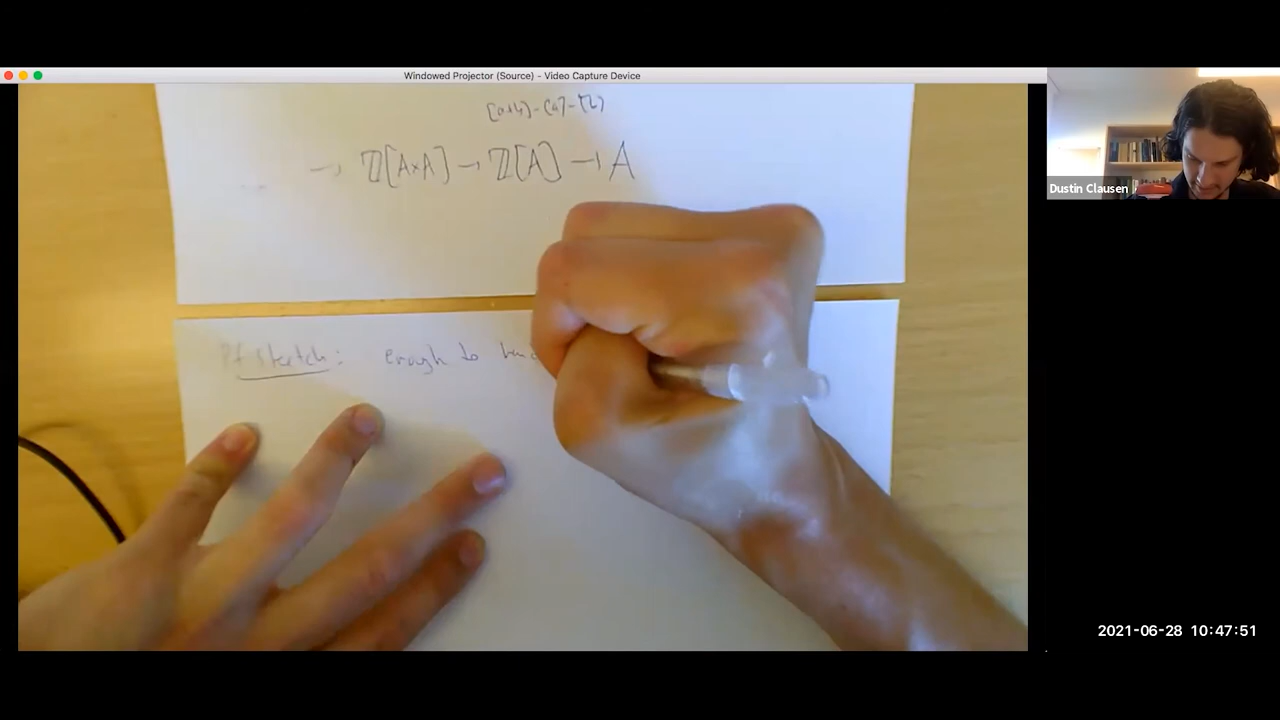 Windowed Projector (Source) - Video Capture Device
[a+b]-[a]-[b]
→ ℤ[A×A] → ℤ[A] → A
Pf sketch: enough to
Dustin Clausen
2021-06-28 10:47:51